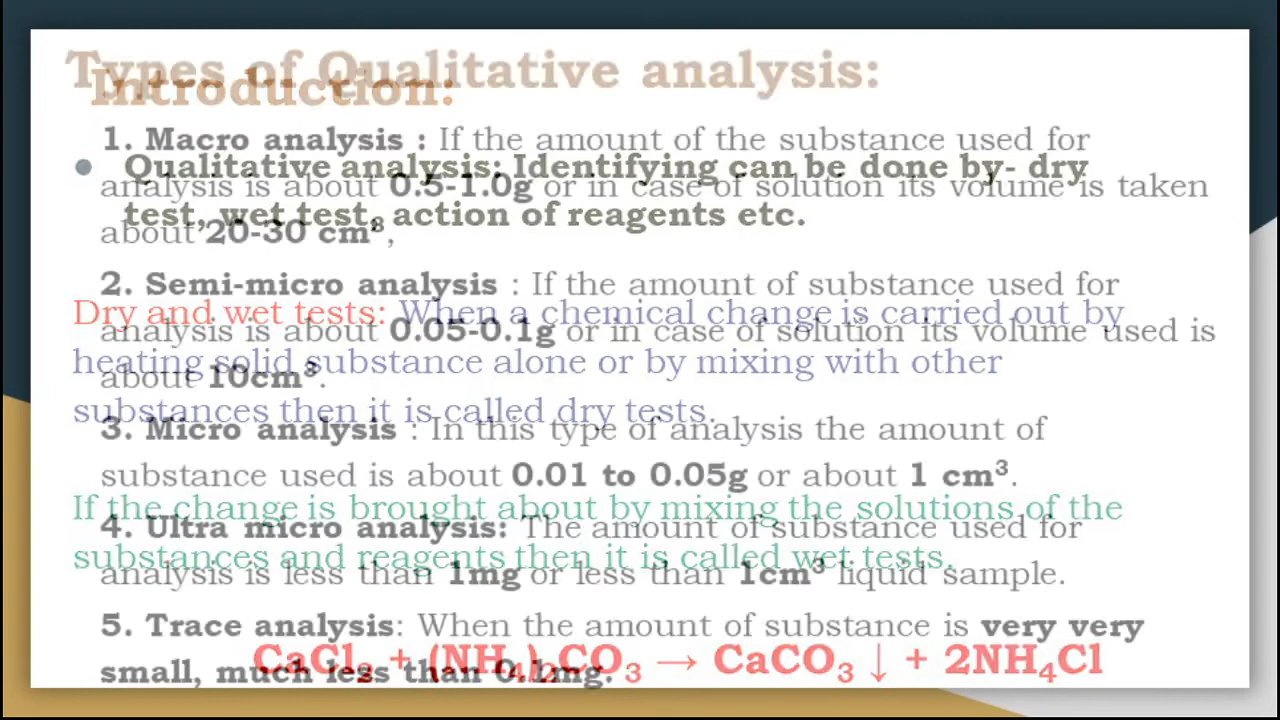 Types of Qualitative analysis:
1. Macro analysis : If the amount of the substance used for
analysis is about 0.5-1.0g or in case of solution its volume is taken
about 20-30 cm³,
2. Semi-micro analysis : If the amount of substance used for
analysis is about 0.05-0.1g or in case of solution its volume used is
about 10cm³.
3. Micro analysis : In this type of analysis the amount of
substance used is about 0.01 to 0.05g or about 1 cm³.
4. Ultra micro analysis: The amount of substance used for
analysis is less than 1mg or less than 1cm³ liquid sample.
5. Trace analysis: When the amount of substance is very very
small, much less than 0.1mg.
Introduction:
Qualitative analysis: Identifying can be done by- dry
test, wet test, action of reagents etc.
Dry and wet tests: When a chemical change is carried out by
heating solid substance alone or by mixing with other
substances then it is called dry tests.
If the change is brought about by mixing the solutions of the
substances and reagents then it is called wet tests.
CaCl₂ + (NH₄)₂CO₃ → CaCO₃ ↓ + 2NH₄Cl